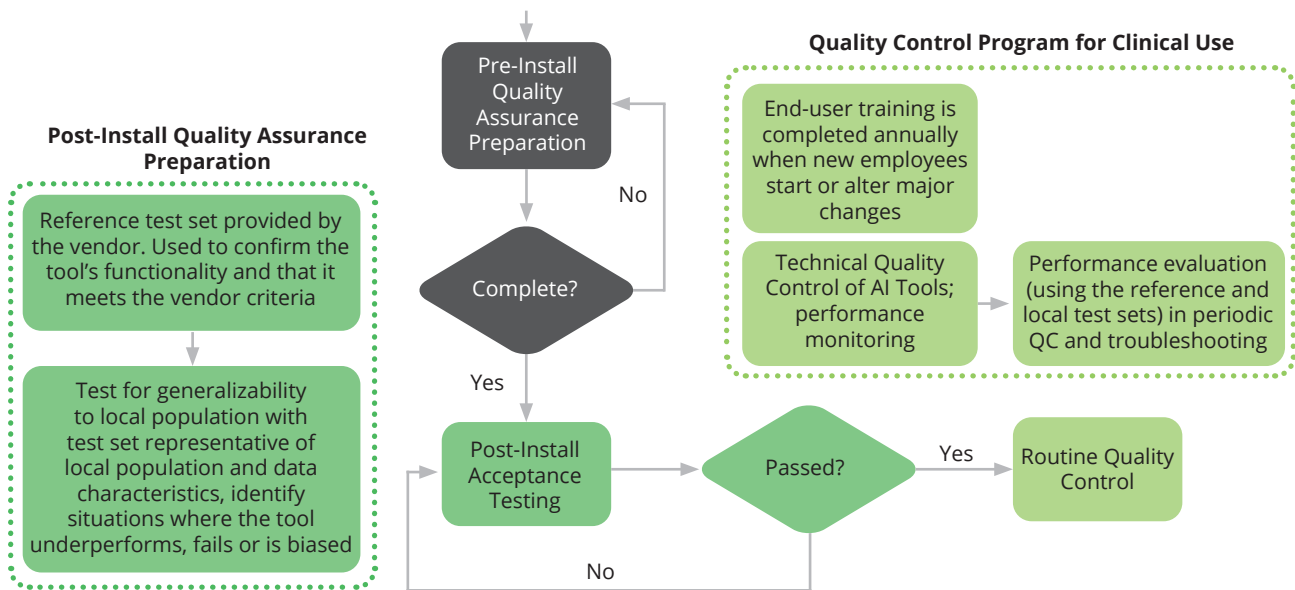 Pre-Install
Quality
Assurance
Preparation
No
Complete?
Yes
Post-Install Quality Assurance
Preparation
Reference test set provided by
the vendor. Used to confirm the
tool's functionality and that it
meets the vendor criteria
Test for generalizability
to local population with
test set representative of
local population and data
characteristics, identify
situations where the tool
underperforms, fails or is biased
Post-Install
Acceptance
Testing
Passed?
No
Yes
Routine Quality
Control
Quality Control Program for Clinical Use
End-user training is
completed annually
when new employees
start or alter major
changes
Technical Quality
Control of AI Tools;
performance
monitoring
Performance evaluation
(using the reference and
local test sets) in periodic
QC and troubleshooting